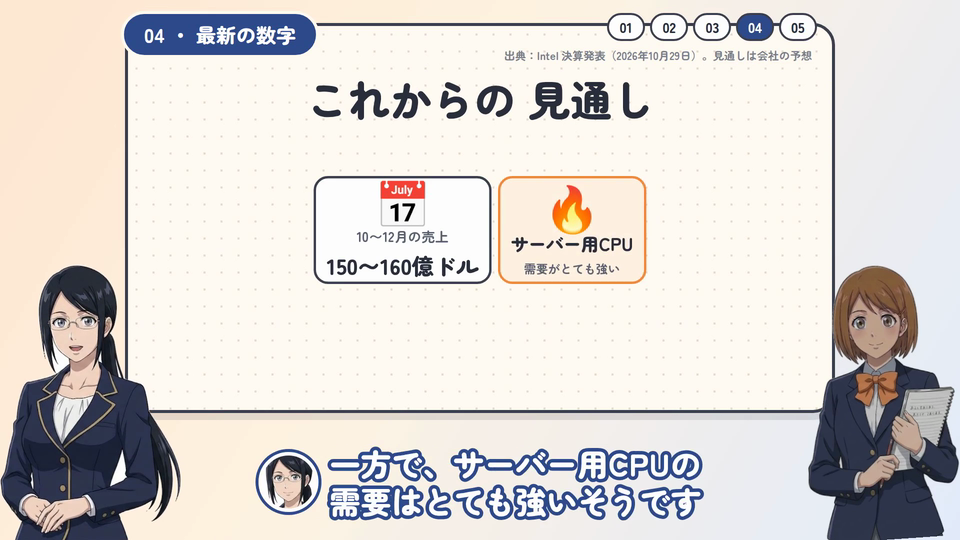 04 ・ 最新の数字
01 02 03 04 05
出典：Intel 決算発表（2026年10月29日）。見通しは会社の予想
これからの 見通し
July
17
10〜12月の売上
150〜160億ドル
サーバー用CPU
需要がとても強い
一方で、サーバー用CPUの
需要はとても強いそうです